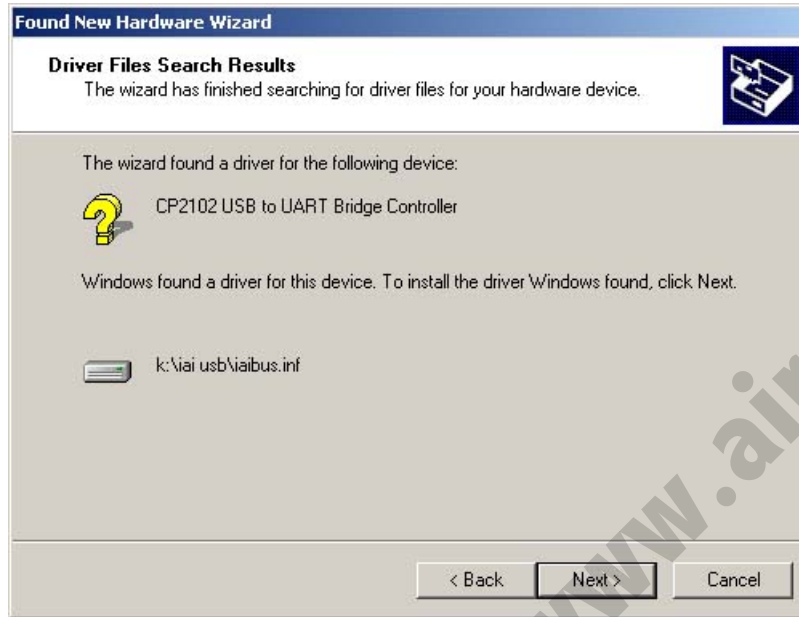 Found New Hardware Wizard
Driver Files Search Results
The wizard has finished searching for driver files for your hardware device.
The wizard found a driver for the following device:
CP2102 USB to UART Bridge Controller
Windows found a driver for this device. To install the driver Windows found, click Next.
k:\iai usb\iaibus.inf
< Back
Next >
Cancel